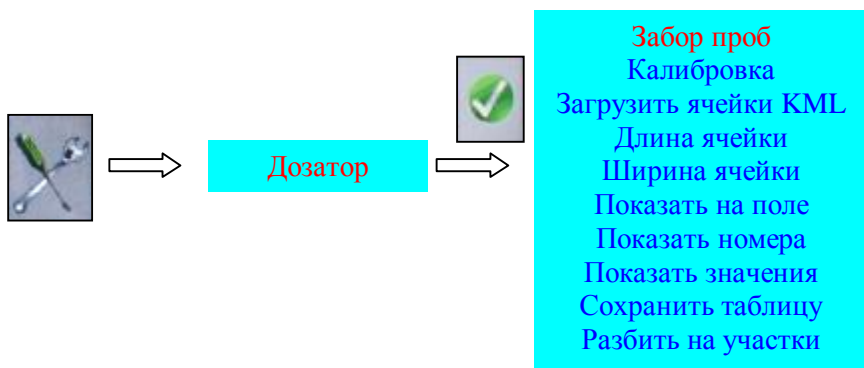 Дозатор
Забор проб
Калибровка
Загрузить ячейки KML
Длина ячейки
Ширина ячейки
Показать на поле
Показать номера
Показать значения
Сохранить таблицу
Разбить на участки